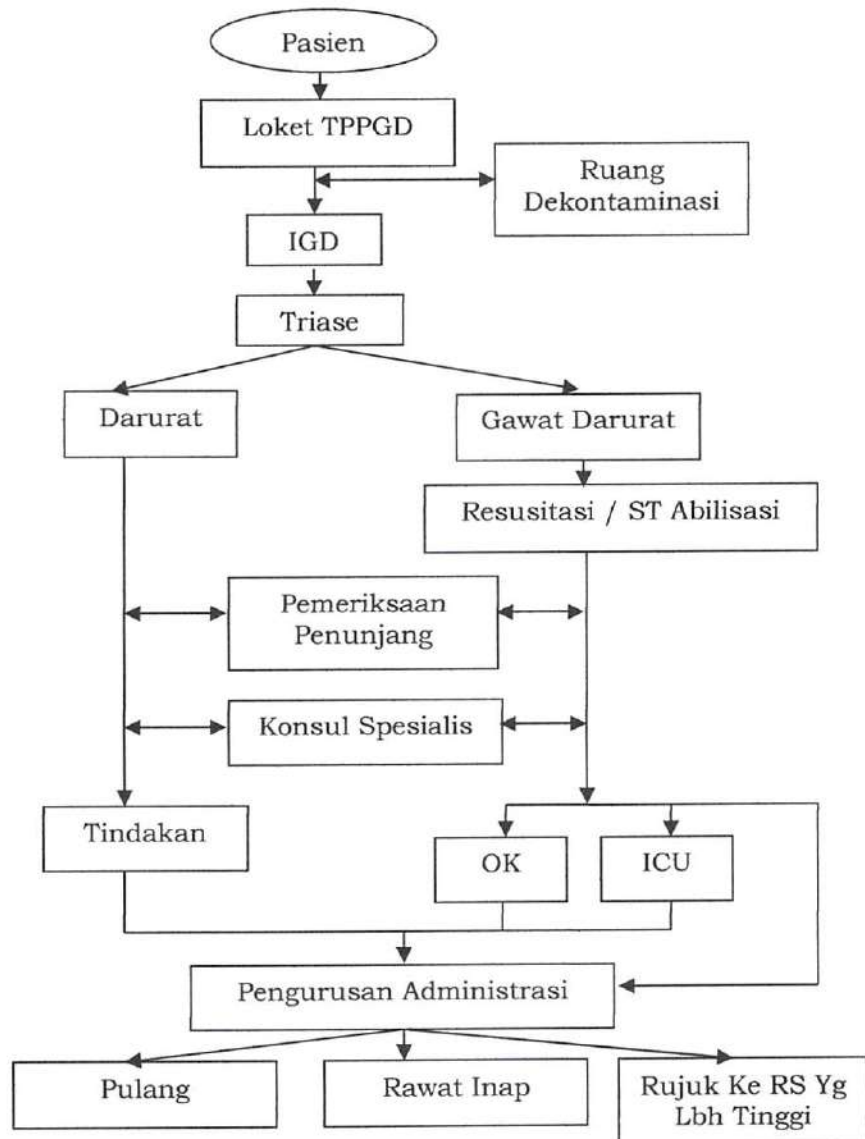 Pasien
Loket TPPGD
Ruang
Dekontaminasi
IGD
Triase
Darurat
Gawat Darurat
Resusitasi / ST Abilisasi
Pemeriksaan
Penunjang
Konsul Spesialis
Tindakan
OK
ICU
Pengurusan Administrasi
Pulang
Rawat Inap
Rujuk Ke RS Yg
Lbh Tinggi